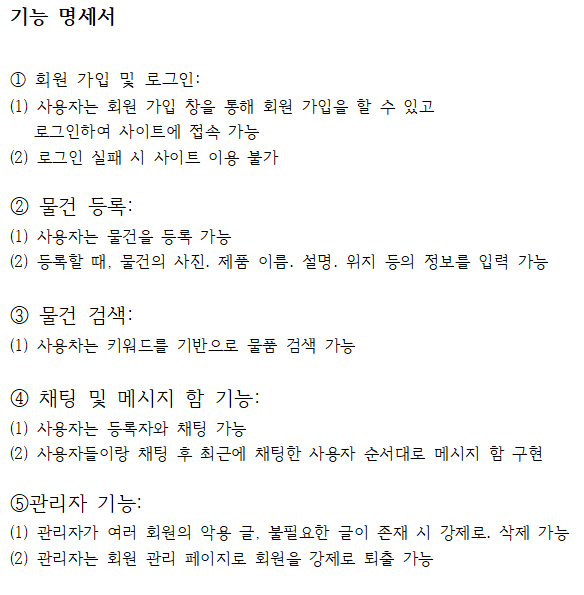 기능 명세서
① 회원 가입 및 로그인:
(1) 사용자는 회원 가입 창을 통해 회원 가입을 할 수 있고
로그인하여 사이트에 접속 가능
(2) 로그인 실패 시 사이트 이용 불가
② 물건 등록:
(1) 사용자는 물건을 등록 가능
(2) 등록할 때, 물건의 사진. 제품 이름. 설명. 위지 등의 정보를 입력 가능
③ 물건 검색:
(1) 사용차는 키워드를 기반으로 물품 검색 가능
④ 채팅 및 메시지 함 기능:
(1) 사용자는 등록자와 채팅 가능
(2) 사용자들이랑 채팅 후 최근에 채팅한 사용자 순서대로 메시지 함 구현
⑤관리자 기능:
(1) 관리자가 여러 회원의 악용 글, 불필요한 글이 존재 시 강제로. 삭제 가능
(2) 관리자는 회원 관리 페이지로 회원을 강제로 퇴출 가능